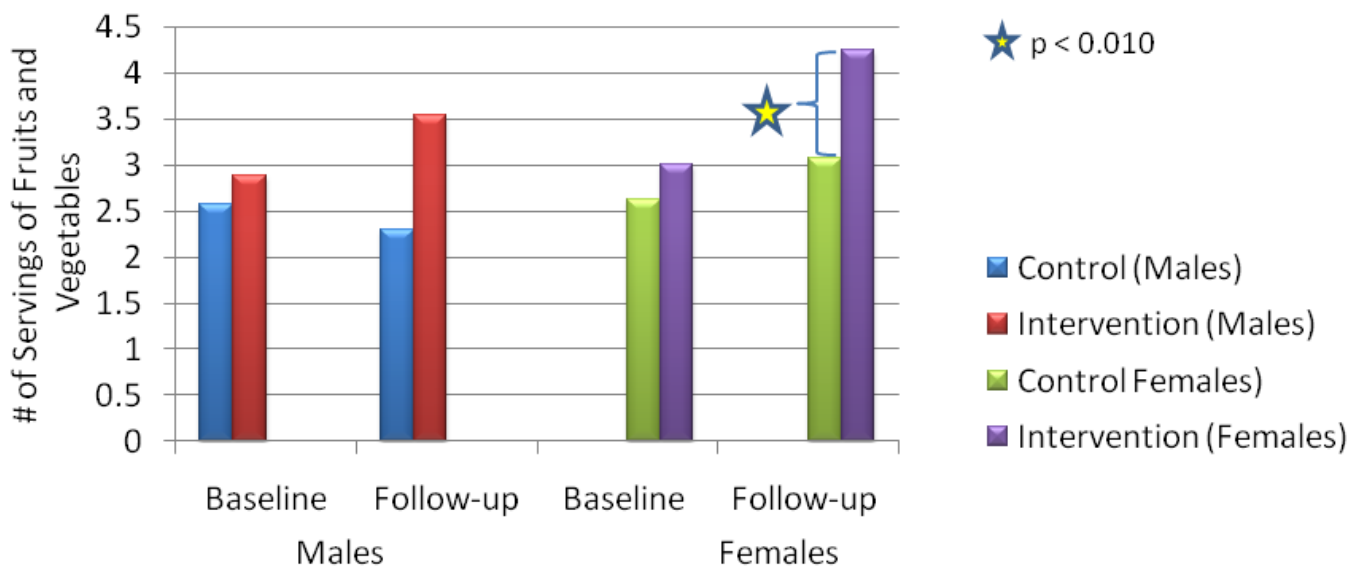 # of Servings of Fruits and
Vegetables
4.5
4
3.5
3
2.5
2
1.5
1
0.5
0
Baseline
Follow-up
Baseline
Follow-up
Males
Females
p < 0.010
Control (Males)
Intervention (Males)
Control Females)
Intervention (Females)